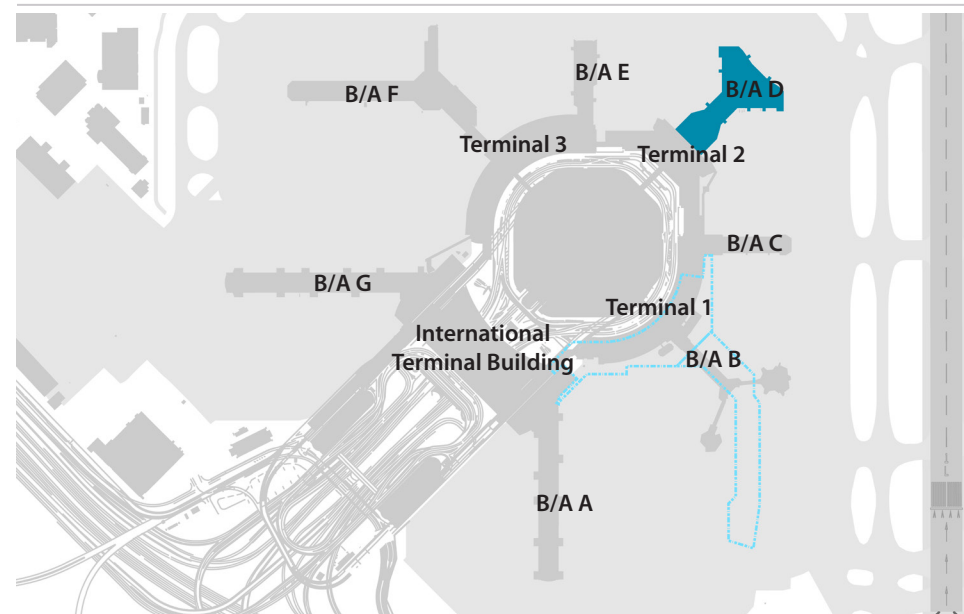 B/A E
B/A D
B/A F
Terminal 3
Terminal 2
B/A C
B/A G
Terminal 1
International
Terminal Building
B/A B
B/A A